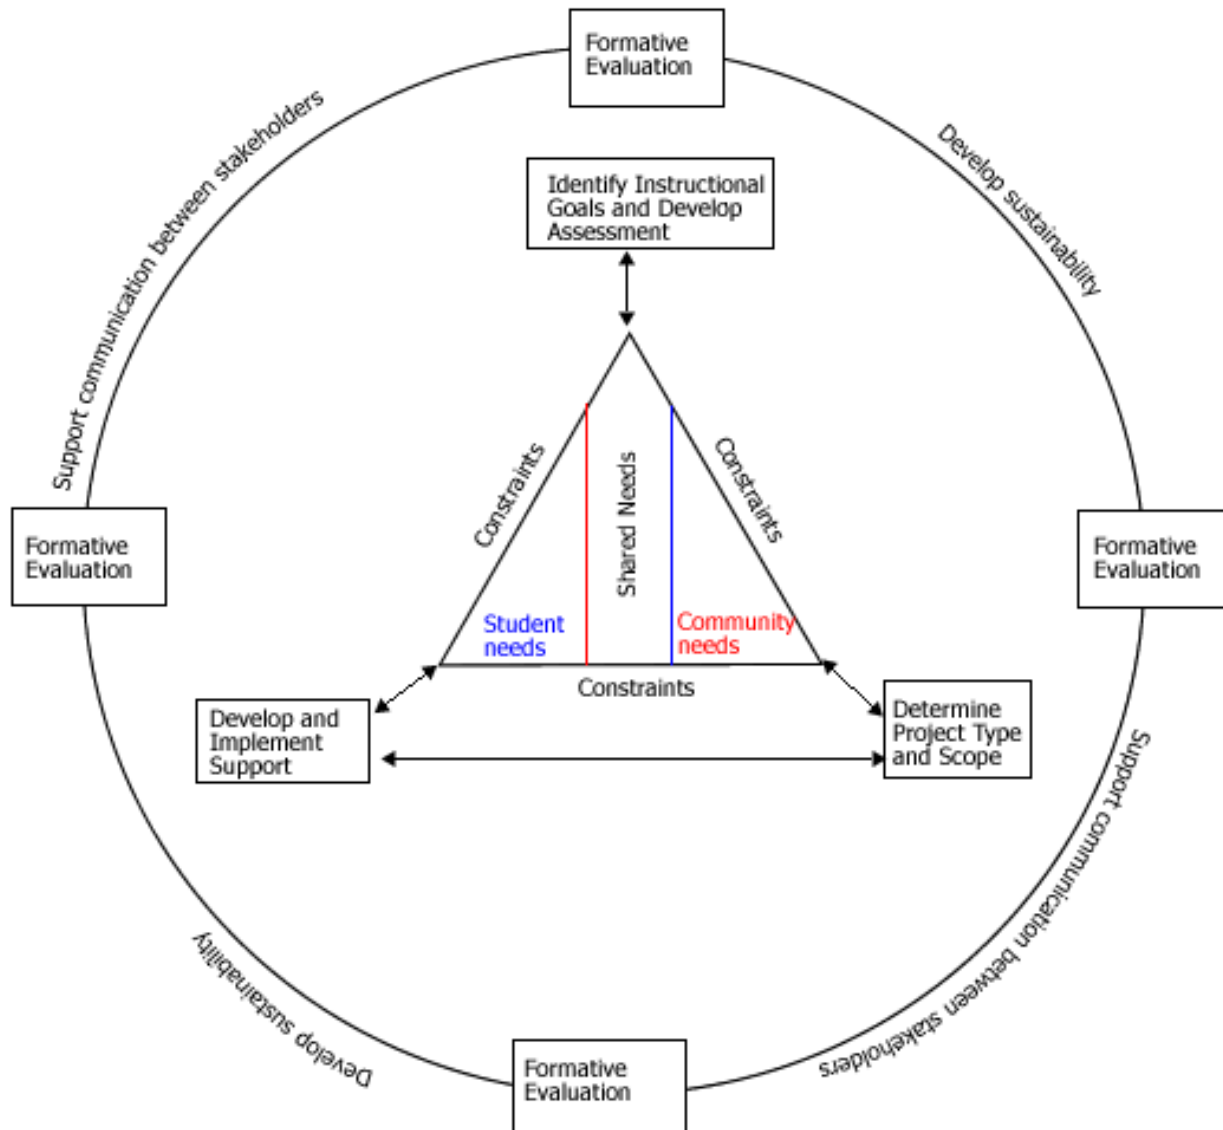 Formative
Evaluation
Support communication between stakeholders
Develop sustainability
Identify Instructional
Goals and Develop
Assessment
Constraints
Shared Needs
Constraints
Formative
Evaluation
Formative
Evaluation
Student
needs
Community
needs
Constraints
Develop and
Implement
Support
Determine
Project Type
and Scope
Support communication between stakeholders
Develop sustainability
Formative
Evaluation